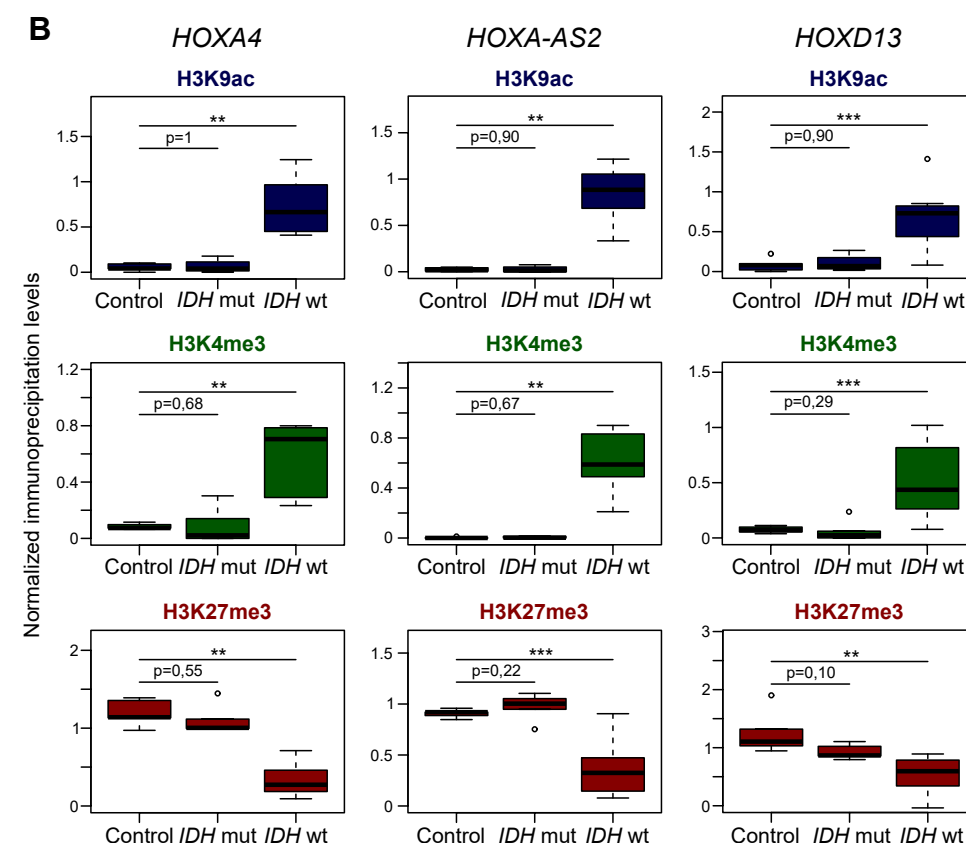 B
HOXA4 HOXA-AS2 HOXD13
H3K9ac H3K9ac H3K9ac
Normalized immunoprecipitation levels
1.5
1
0.5
0
**
p=1
Control IDH mut IDH wt
1.5
1
0.5
0
**
p=0,90
Control IDH mut IDH wt
2
1.5
1
0.5
0
***
p=0,90
Control IDH mut IDH wt
H3K4me3 H3K4me3 H3K4me3
1.2
0.8
0.4
0
**
p=0,68
Control IDH mut IDH wt
1.2
0.8
0.4
0
**
p=0,67
Control IDH mut IDH wt
1.5
1
0.5
0
***
p=0,29
Control IDH mut IDH wt
H3K27me3 H3K27me3 H3K27me3
2
1
0
**
p=0,55
Control IDH mut IDH wt
1.5
1
0.5
0
***
p=0,22
Control IDH mut IDH wt
3
2
1
0
**
p=0,10
Control IDH mut IDH wt